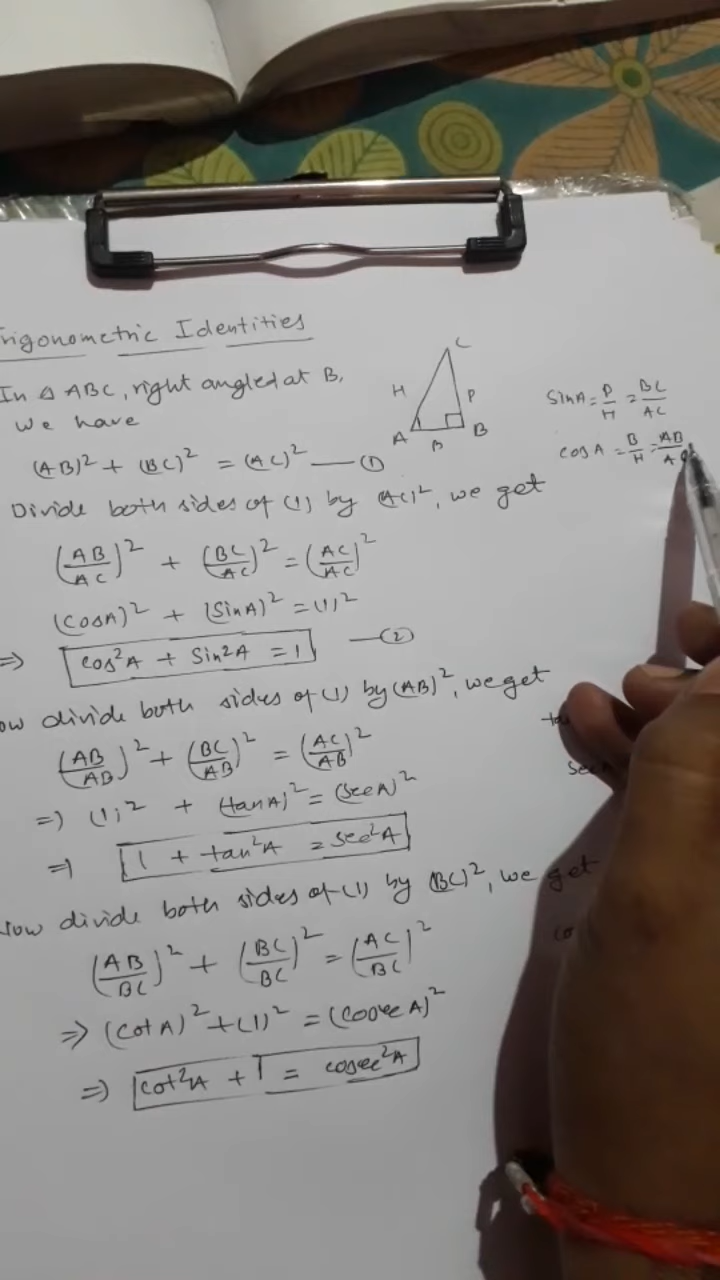 Trigonometric Identities
In △ ABC, right angled at B,
we have
(AB)² + (BC)² = (AC)² — (1)
Divide both sides of (1) by (AC)², we get
(AB/AC)² + (BC/AC)² = (AC/AC)²
(CosA)² + (SinA)² = (1)²
⇒ cos²A + Sin²A = 1 — (2)
Now divide both sides of (1) by (AB)², we get
(AB/AB)² + (BC/AB)² = (AC/AB)²
⇒ (1)² + (tanA)² = (secA)²
⇒ 1 + tan²A = sec²A
Now divide both sides of (1) by (BC)², we get
(AB/BC)² + (BC/BC)² = (AC/BC)²
⇒ (cot A)² + (1)² = (cosec A)²
⇒ cot²A + 1 = cosec²A
C
H
P
A
B
B
SinA = P/H = BC/AC
cos A = B/H = AB/AC